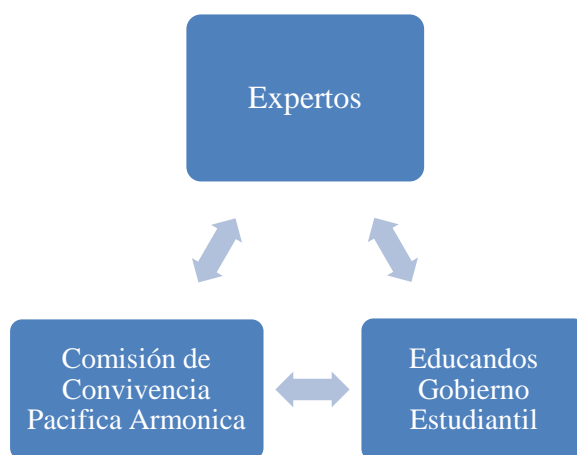 Expertos
Comisión de
Convivencia
Pacifica Armonica
Educandos
Gobierno
Estudiantil